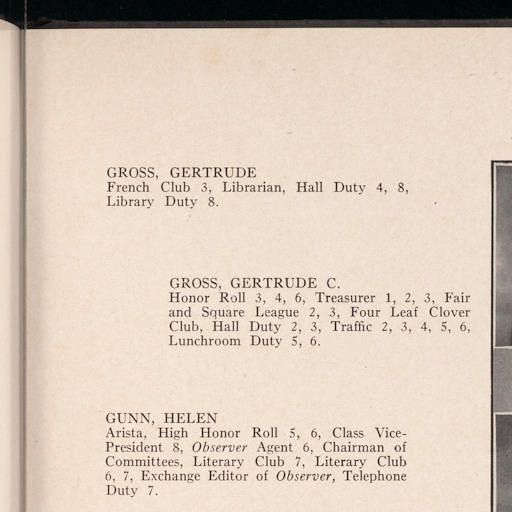 GROSS, GERTRUDE
French Club 3, Librarian, Hall Duty 4, 8,
Library Duty 8.
GROSS, GERTRUDE C.
Honor Roll 3, 4, 6, Treasurer 1, 2, 3, Fair
and Square League 2, 3, Four Leaf Clover
Club, Hall Duty 2, 3, Traffic 2, 3, 4, 5, 6,
Lunchroom Duty 5, 6.
GUNN, HELEN
Arista, High Honor Roll 5, 6, Class Vice-
President 8, Observer Agent 6, Chairman of
Committees, Literary Club 7, Literary Club
6, 7, Exchange Editor of Observer, Telephone
Duty 7.